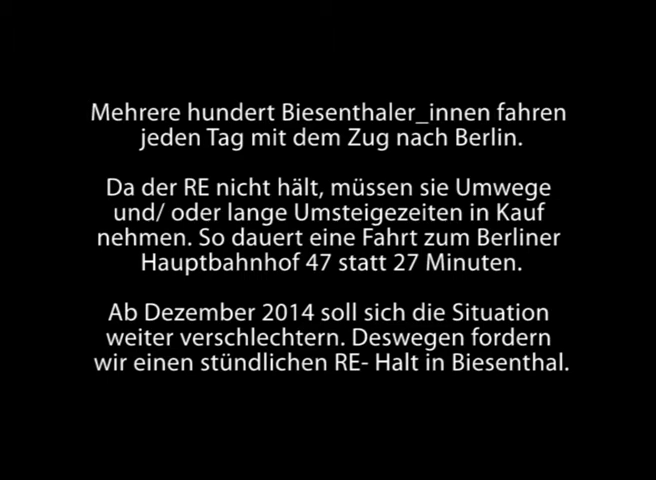 Mehrere hundert Biesenthaler_innen fahren
jeden Tag mit dem Zug nach Berlin.
Da der RE nicht hält, müssen sie Umwege
und/ oder lange Umsteigezeiten in Kauf
nehmen. So dauert eine Fahrt zum Berliner
Hauptbahnhof 47 statt 27 Minuten.
Ab Dezember 2014 soll sich die Situation
weiter verschlechtern. Deswegen fordern
wir einen stündlichen RE- Halt in Biesenthal.